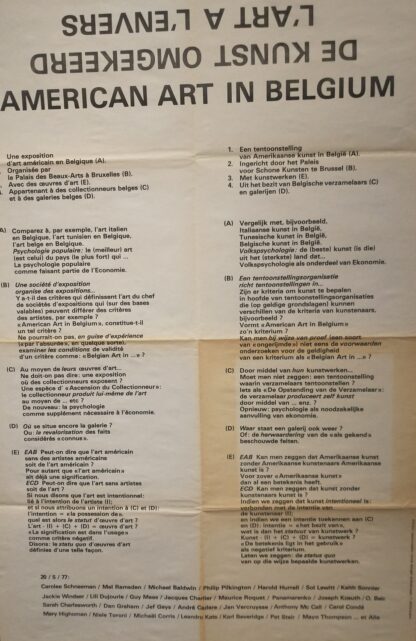 L'ART A L'ENVERS
DE KUNST OMGEKEERD
AMERICAN ART IN BELGIUM
Une exposition
d'art américain en Belgique (A).
Organisée par
le Palais des Beaux-Arts à Bruxelles (B).
Avec des œuvres d'art (E).
Appartenant à des collectionneurs belges (C)
et à des galeries belges (D).
A) Comparez à, par exemple, l'art italien
en Belgique, l'art tunisien en Belgique,
l'art belge en Belgique.
Psychologie populaire: le (meilleur) art
(est celui) du pays (le plus fort) qui ...
La psychologie populaire
comme faisant partie de l'Economie.
(B) Une société d'exposition
organise des expositions...
Y a-t-il des critères qui définissent l'art du chef
de sociétés d'expositions qui (sur des bases
valables) peuvent différer des critères
des artistes, par exemple ?
« American Art in Belgium », constitue-t-il
un tel critère ?
Ne pourrait-on pas, en guise d'expérience
(« par l'absurde », en quelque sorte),
examiner les conditions de validité
d'un critère comme: «Belgian Art in ...» ?
(C) Au moyen de leurs œuvres d'art...
Ne doit-on pas dire: une exposition
où des collectionneurs exposent ?
Une espèce d' « Ascension du Collectionneur »:
le collectionneur produit lui-même de l'art
au moyen de ... etc ?
De nouveau: la psychologie
comme supplément nécessaire à l'économie.
(D) Où se situe encore la galerie ?
Ou: la revalorisation des faits
considérés «connus».
(E) EAB Peut-on dire que l'art américain
sans des artistes américains
soit de l'art américain ?
Pour autant que «l'art américain»
ait déjà une signification.
ECD Peut-on dire que l'art sans artistes
soit de l'art ?
Si nous disons que l'art est intentionnel:
lié à l'intention de l'artiste (I);
et si nous attribuons un intention à (C) et (D):
l'intention = «la possession de»,
quel est alors le statut d'œuvre d'art ?
L'art - (I) + (C) + (D) = œuvre d'art ?
«Le signification est dans l'usage»
comme critère négatif.
Disons: le statu quo d'œuvres d'art
définies d'une telle façon.
1. Een tentoonstelling
van Amerikaanse kunst in België (A).
2. Ingericht door het Paleis
voor Schone Kunsten te Brussel (B).
3. Met kunstwerken (E).
4. Uit het bezit van Belgische verzamelaars (C)
en galerijen (D).
(A) Vergelijk met, bijvoorbeeld,
Italiaanse kunst in België,
Tunesische kunst in België,
Belgische kunst in België.
Volkspsychologie: de (beste) kunst (is die)
uit het (sterkste) land dat...
Volkspsychologie als onderdeel van Ekonomie.
(B) Een tentoonstellingsorganisatie
richt tentoonstellingen in...
Zijn er kriteria om kunst te bepalen
in hoofde van tentoonstellingsorganisaties
die (op geldige grondslagen) kunnen
verschillen van de kriteria van kunstenaars,
bijvoorbeeld ?
Vormt «American Art in Belgium»
zo'n kriterium ?
Kan men bij wijze van proef (een soort
van «ongerijmde») niet eens de voorwaarden
onderzoeken voor de geldigheid
van een kriterium als «Belgian Art in ...» ?
(C) Door middel van hun kunstwerken...
Moet men niet zeggen: een tentoonstelling
waarin verzamelaars tentoonstellen ?
Iets als «De Opstanding van de Verzamelaar»:
de verzamelaar produceert zelf kunst
door middel van ... enz. ?
Opnieuw: psychologie als noodzakelijke
aanvulling van ekonomie.
(D) Waar staat een galerij ook weer ?
Of: de herwaardering van de «als gekend»
beschouwde feiten.
(E) EAB Kan men zeggen dat Amerikaanse kunst
zonder Amerikaanse kunstenaars Amerikaanse
kunst is ?
Voor zover «Amerikaanse kunst»
dan al een betekenis heeft.
ECD Kan men zeggen dat kunst zonder
kunstenaars kunst is ?
Indien we zeggen dat kunst intentioneel is:
verbonden met de intentie van
de kunstenaar (I);
en indien we een intentie toekennen aan (C)
en (D): intentie = «het bezit van»,
wat is dan het statuut van kunstwerk ?
Kunst - (I) + (C) + (D) = kunstwerk ?
«De betekenis ligt in het gebruik»
als negatief kriterium.
Laten we zeggen: de status quo
van op die wijze bepaalde kunstwerken.
20 / 5 / 77:
Carolee Schneeman / Mel Ramsden / Michael Baldwin / Philip Pilkington / Harold Hurrell / Sol Lewitt / Keith Sonnier
Jackie Windsor / Lili Dujourie / Guy Mees / Jacques Charlier / Maurice Roquet / Panamarenko / Joseph Kosuth / O.
Sarah Charlesworth / Dan Graham / Jef Geys / André Cadere / Jan Vercruysse / Anthony Mc Call / Carol Condé
Mary Highsman / Niele Toroni / Michaël Corris / Leandro Katz / Karl Beveridge / Pat Steir / Mayo Thompson ... et Alia